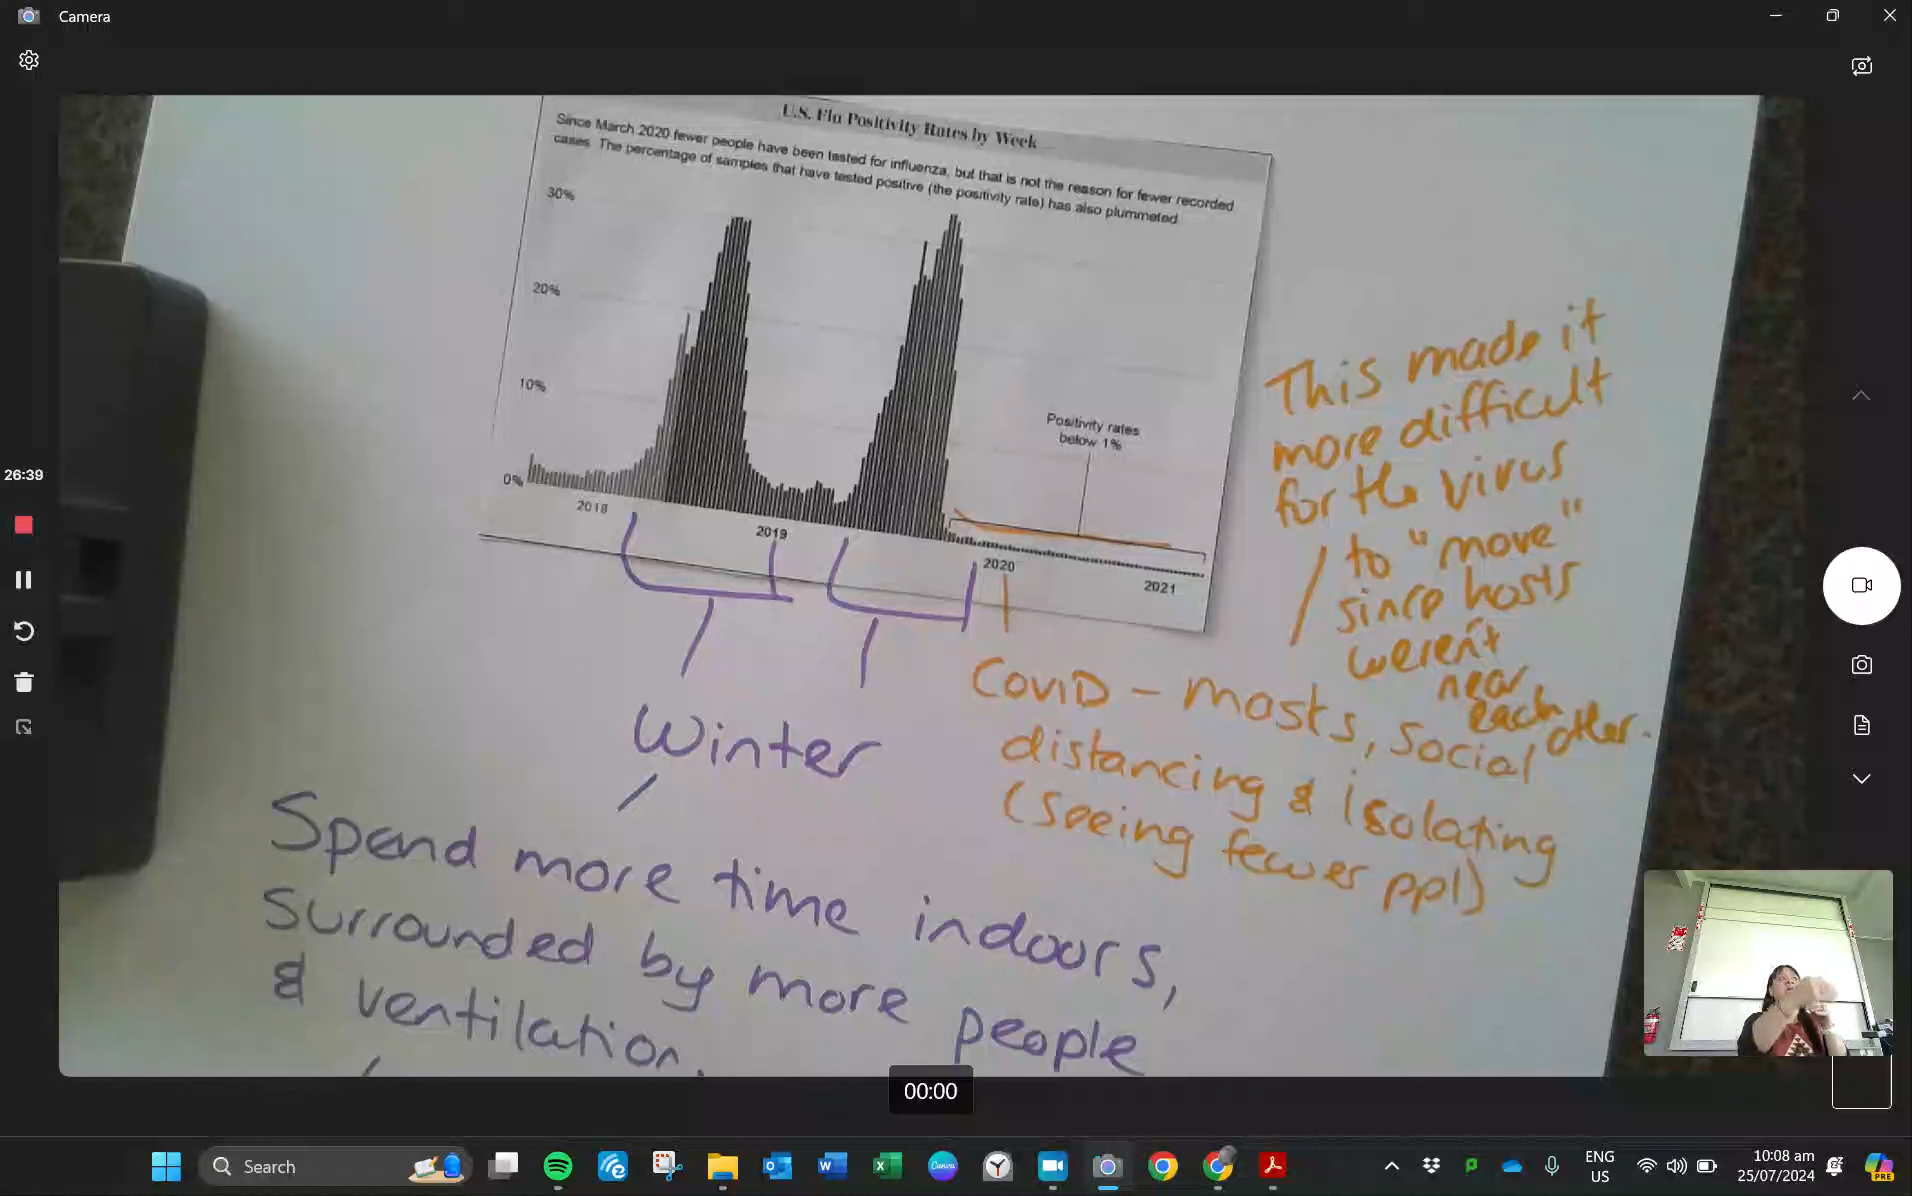 Camera
U.S. Flu Positivity Rates by Week
Since March 2020 fewer people have been tested for influenza, but that is not the reason for fewer recorded
cases. The percentage of samples that have tested positive (the positivity rate) has also plummeted
30%
20%
10%
0%
Positivity rates
below 1%
2018
2019
2020
2021
This made it
more difficult
for the virus
to "move"
since hosts
weren't
near
each other.
Winter
COVID - masks, social
distancing & isolating
(seeing fewer ppl)
Spend more time indoors,
surrounded by more people
& ventilation.
26:39
00:00
Search
ENG
US
10:08 am
25/07/2024
PRE